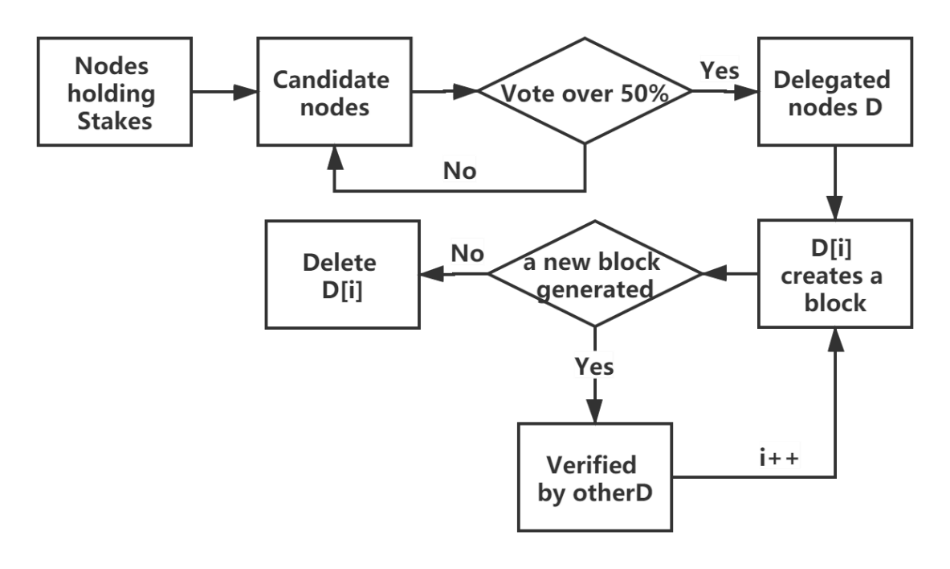 Nodes
holding
Stakes
Candidate
nodes
Vote over 50%
Yes
Delegated
nodes D
No
Delete
D[i]
No
a new block
generated
D[i]
creates a
block
Yes
Verified
by otherD
i++